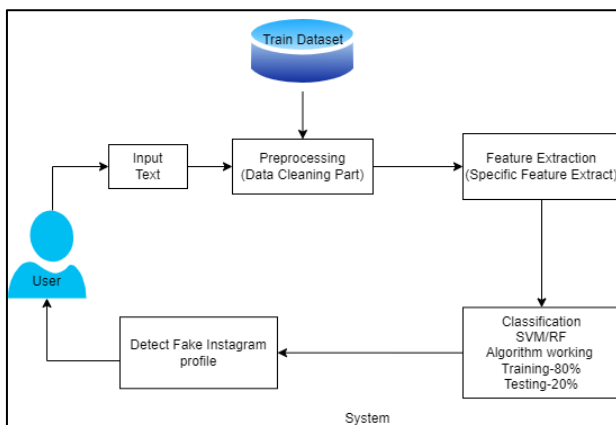 Train Dataset
Input
Text
Preprocessing
(Data Cleaning Part)
Feature Extraction
(Specific Feature Extract)
User
Detect Fake Instagram
profile
Classification
SVM/RF
Algorithm working
Training-80%
Testing-20%
System